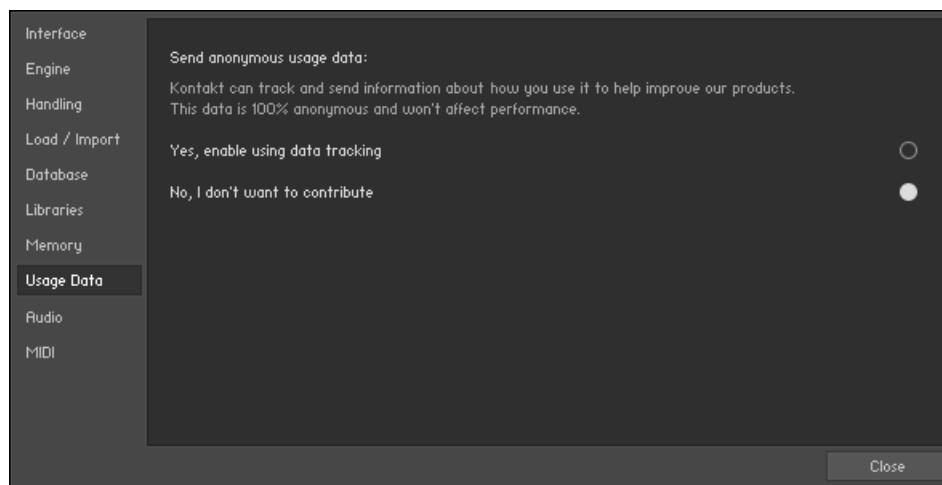 Interface
Engine
Handling
Load / Import
Database
Libraries
Memory
Usage Data
Audio
MIDI
Send anonymous usage data:
Kontakt can track and send information about how you use it to help improve our products.
This data is 100% anonymous and won't affect performance.
Yes, enable using data tracking
No, I don't want to contribute
Close